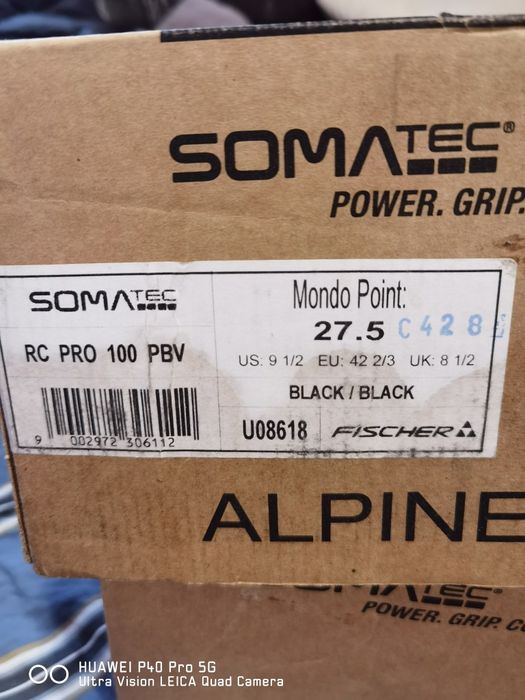 SOMATEC®
POWER. GRIP.
SOMATEC
Mondo Point:
27.5 C428
RC PRO 100 PBV
US: 9 1/2 EU: 42 2/3 UK: 8 1/2
BLACK / BLACK
9 002972 306112
U08618 FISCHER
ALPINE
SOMATEC
POWER. GRIP. CO
HUAWEI P40 Pro 5G
Ultra Vision LEICA Quad Camera